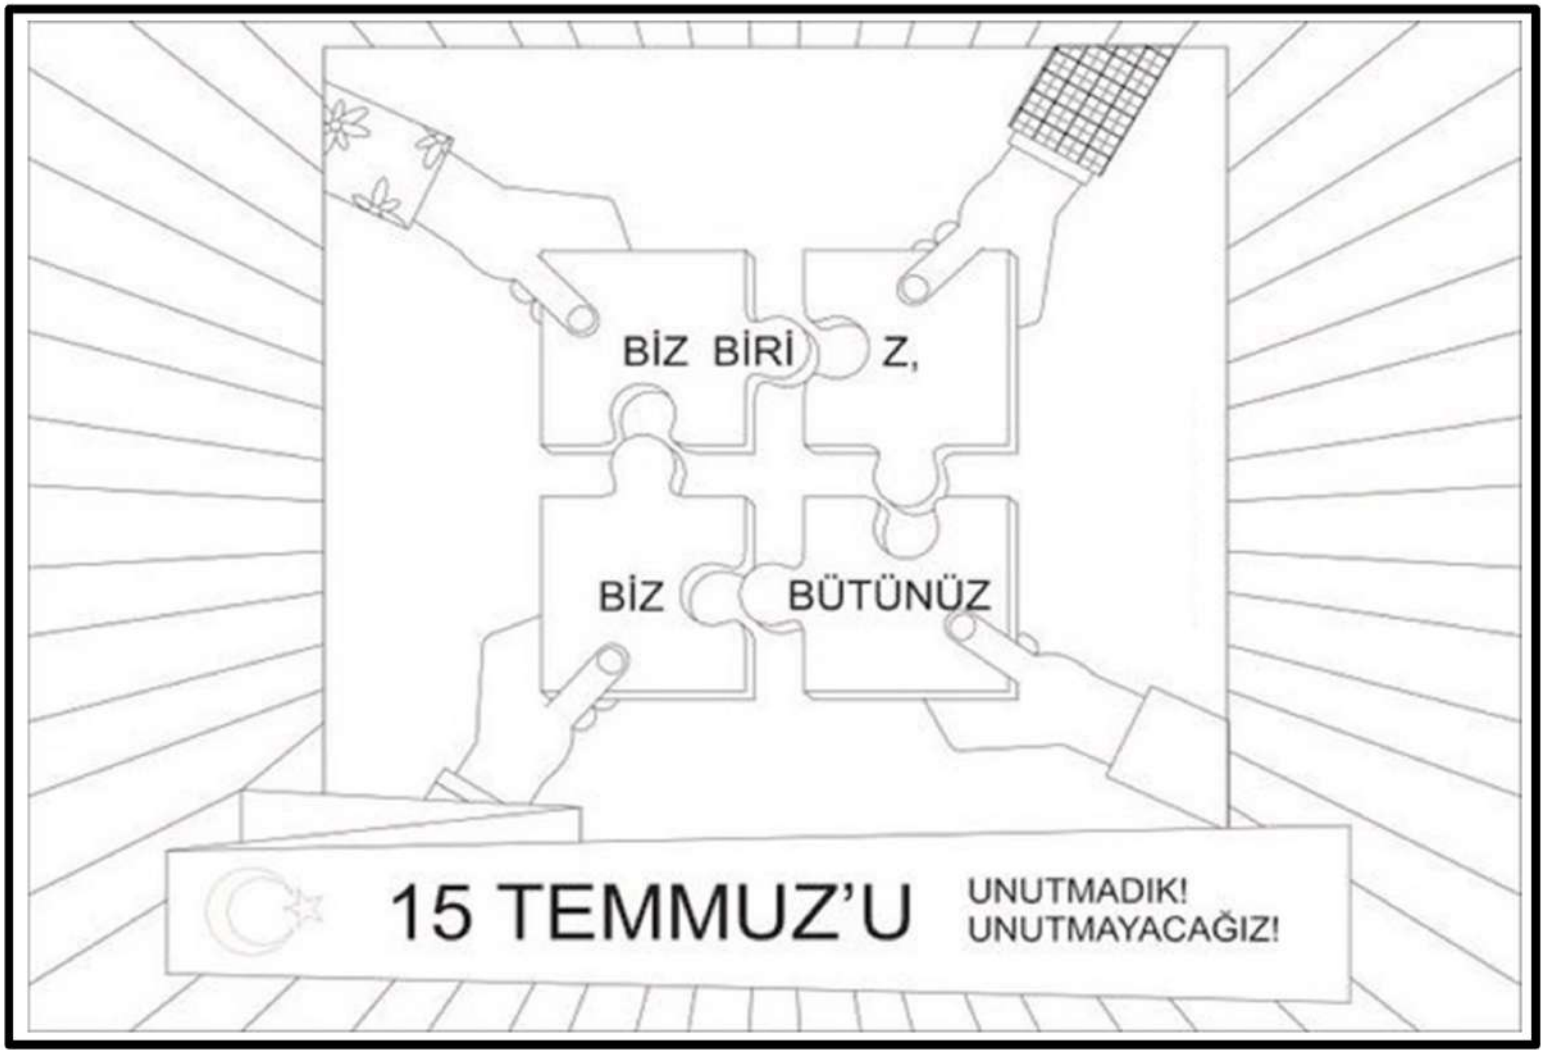 BİZ BİRİ Z,
BİZ BÜTÜNÜZ
15 TEMMUZ'U
UNUTMADIK!
UNUTMAYACAĞIZ!